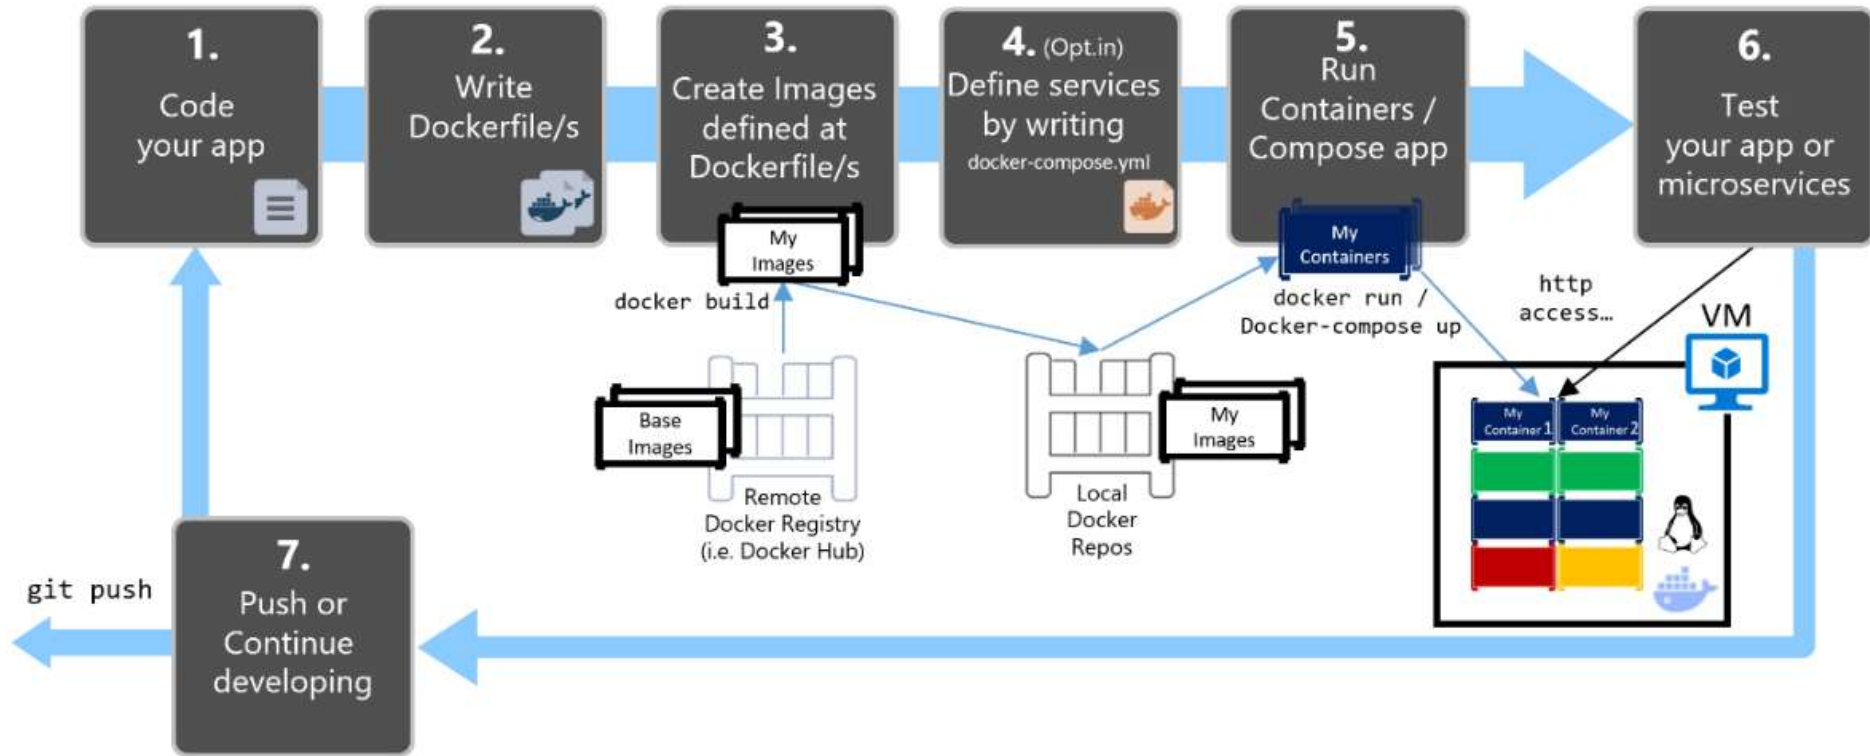 1.
Code
your app
2.
Write
Dockerfile/s
3.
Create Images
defined at
Dockerfile/s
My
Images
4. (Opt.in)
Define services
by writing
docker-compose.yml
5.
Run
Containers /
Compose app
My
Containers
6.
Test
your app or
microservices
docker build
docker run /
Docker-compose up
http
access…
VM
Base
Images
Remote
Docker Registry
(i.e. Docker Hub)
My
Images
Local
Docker
Repos
My
Container 1
My
Container 2
7.
Push or
Continue
developing
git push